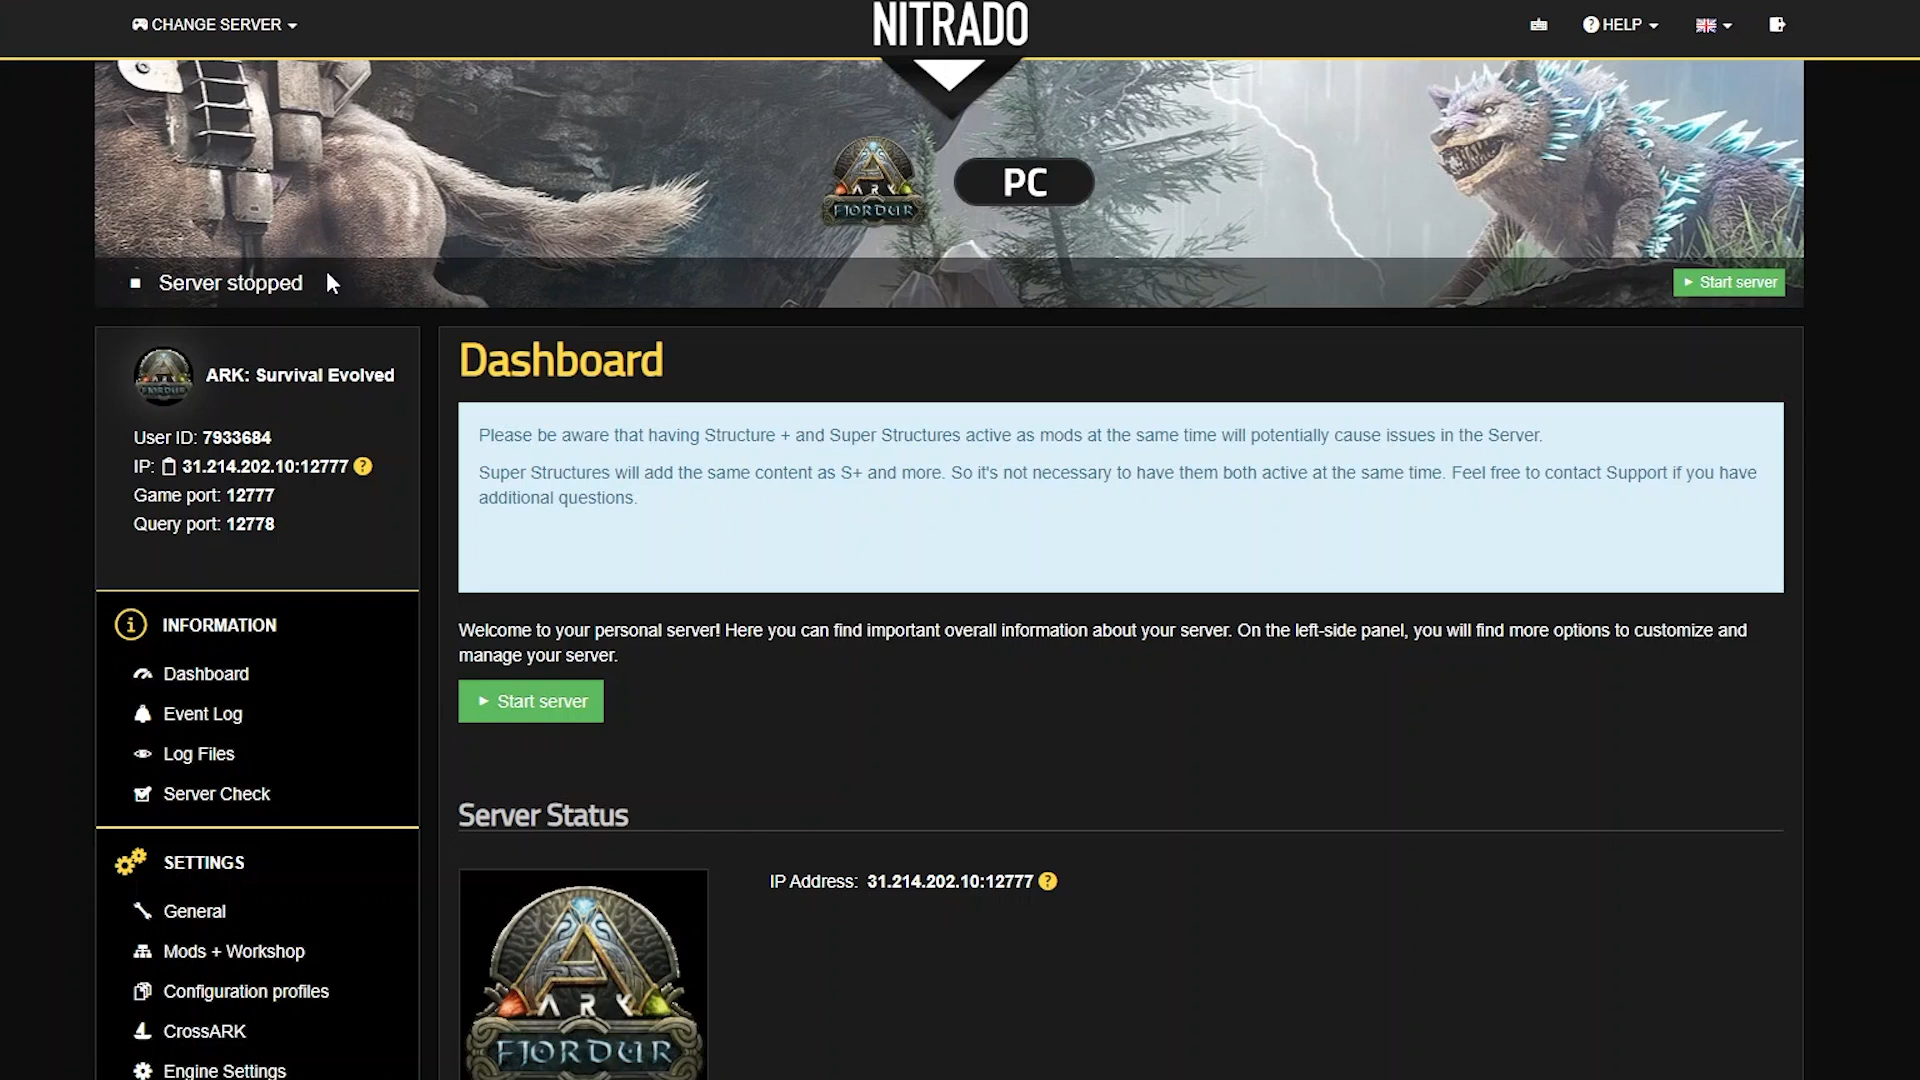 CHANGE SERVER
NITRADO
HELP
ARK
FJORDUR
PC
Server stopped
Start server
ARK: Survival Evolved
User ID: 7933684
IP: 31.214.202.10:12777 ?
Game port: 12777
Query port: 12778
INFORMATION
Dashboard
Event Log
Log Files
Server Check
SETTINGS
General
Mods + Workshop
Configuration profiles
CrossARK
Engine Settings
Dashboard
Please be aware that having Structure + and Super Structures active as mods at the same time will potentially cause issues in the Server.
Super Structures will add the same content as S+ and more. So it's not necessary to have them both active at the same time. Feel free to contact Support if you have
additional questions.
Welcome to your personal server! Here you can find important overall information about your server. On the left-side panel, you will find more options to customize and
manage your server.
Start server
Server Status
IP Address: 31.214.202.10:12777 ?
ARK
FJORDUR